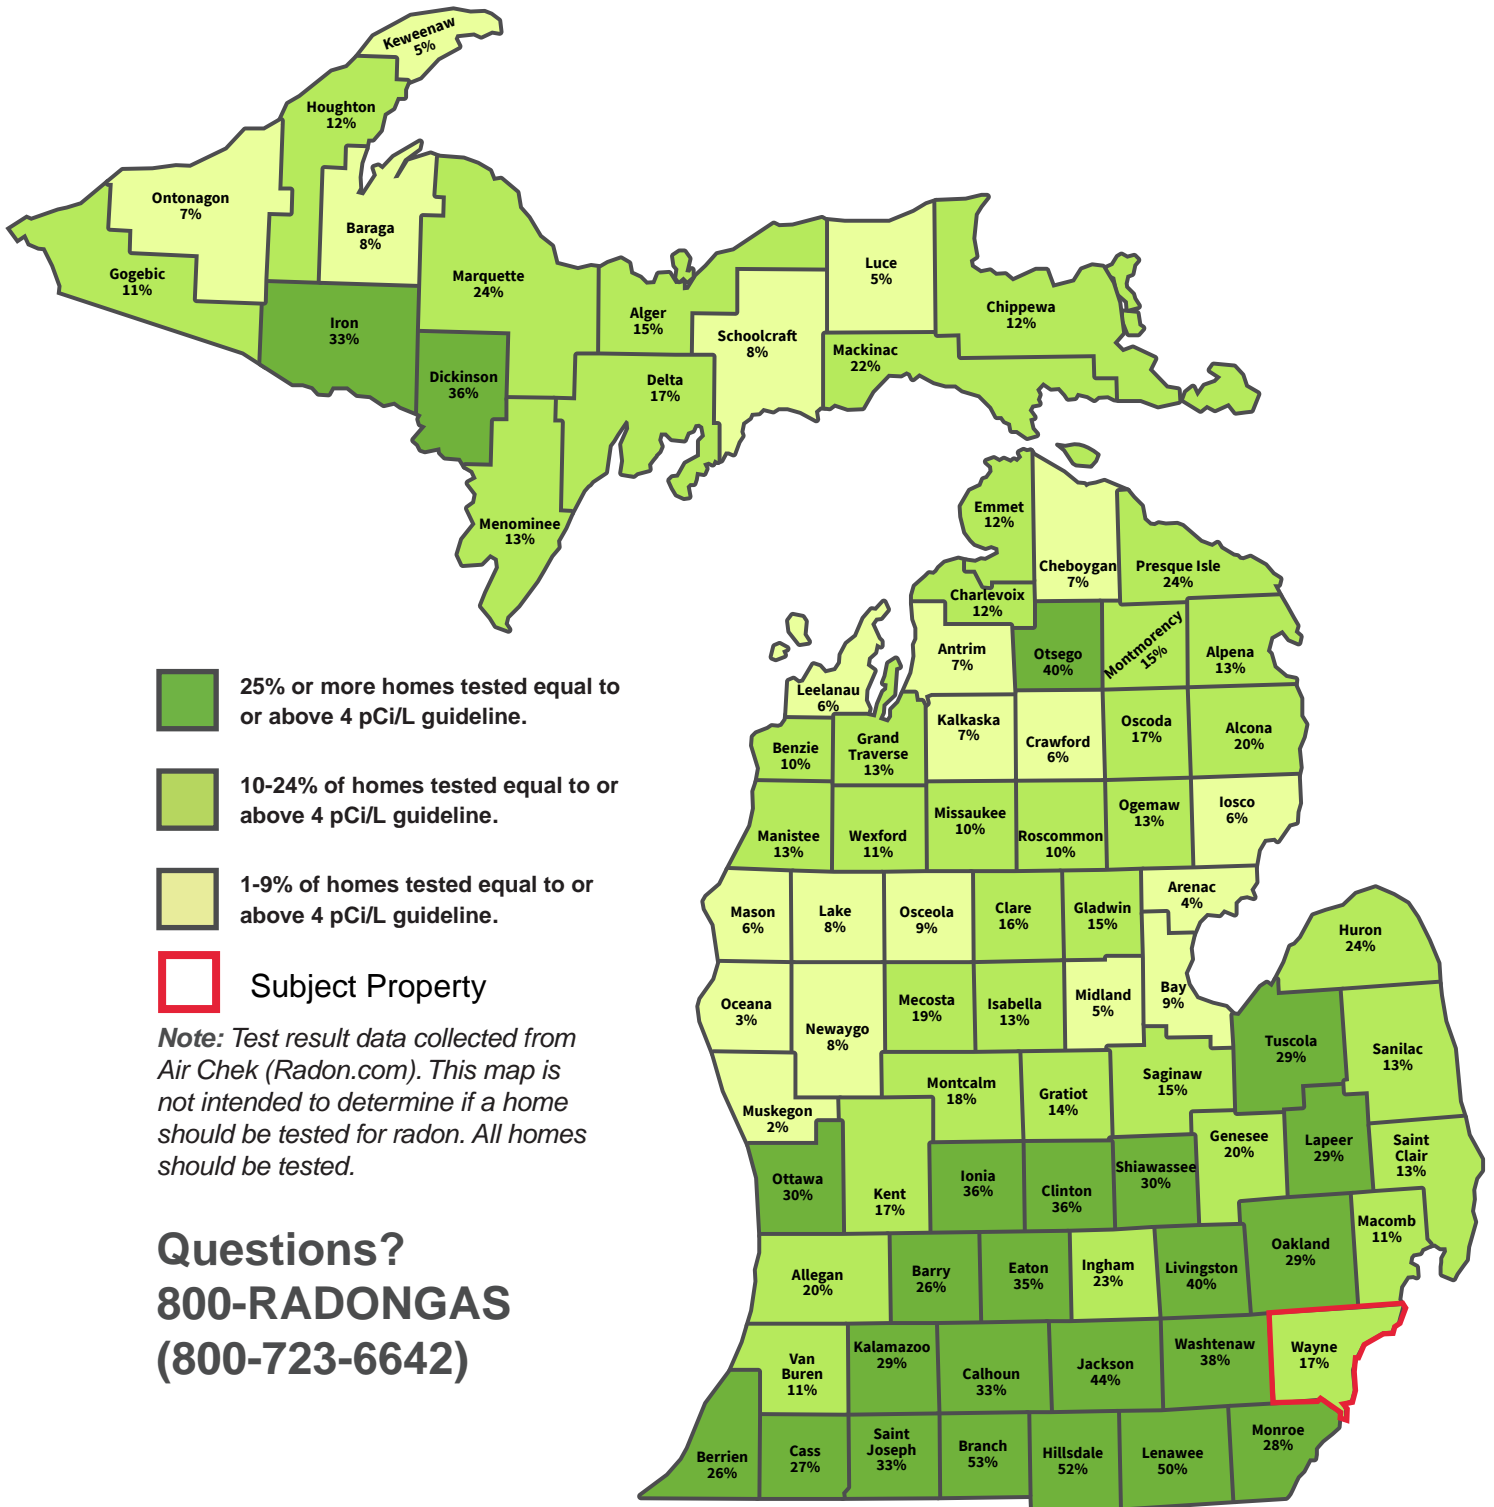 Keweenaw
5%
Houghton
12%
Ontonagon
7%
Baraga
8%
Gogebic
11%
Marquette
24%
Iron
33%
Dickinson
36%
Alger
15%
Luce
5%
Chippewa
12%
Schoolcraft
8%
Mackinac
22%
Delta
17%
Menominee
13%
Emmet
12%
Cheboygan
7%
Presque Isle
24%
Charlevoix
12%
Antrim
7%
Otsego
40%
Montmorency
15%
Alpena
13%
Leelanau
6%
Benzie
10%
Grand
Traverse
13%
Kalkaska
7%
Crawford
6%
Oscoda
17%
Alcona
20%
Manistee
13%
Wexford
11%
Missaukee
10%
Roscommon
10%
Ogemaw
13%
Iosco
6%
Mason
6%
Lake
8%
Osceola
9%
Clare
16%
Gladwin
15%
Arenac
4%
Huron
24%
Oceana
3%
Newaygo
8%
Mecosta
19%
Isabella
13%
Midland
5%
Bay
9%
Tuscola
29%
Sanilac
13%
Muskegon
2%
Montcalm
18%
Gratiot
14%
Saginaw
15%
Genesee
20%
Lapeer
29%
Saint
Clair
13%
Ottawa
30%
Kent
17%
Ionia
36%
Clinton
36%
Shiawassee
30%
Macomb
11%
Oakland
29%
Allegan
20%
Barry
26%
Eaton
35%
Ingham
23%
Livingston
40%
Van
Buren
11%
Kalamazoo
29%
Calhoun
33%
Jackson
44%
Washtenaw
38%
Wayne
17%
Berrien
26%
Cass
27%
Saint
Joseph
33%
Branch
53%
Hillsdale
52%
Lenawee
50%
Monroe
28%
25% or more homes tested equal to
or above 4 pCi/L guideline.
10-24% of homes tested equal to or
above 4 pCi/L guideline.
1-9% of homes tested equal to or
above 4 pCi/L guideline.
Subject Property
Note: Test result data collected from
Air Chek (Radon.com). This map is
not intended to determine if a home
should be tested for radon. All homes
should be tested.
Questions?
800-RADONGAS
(800-723-6642)